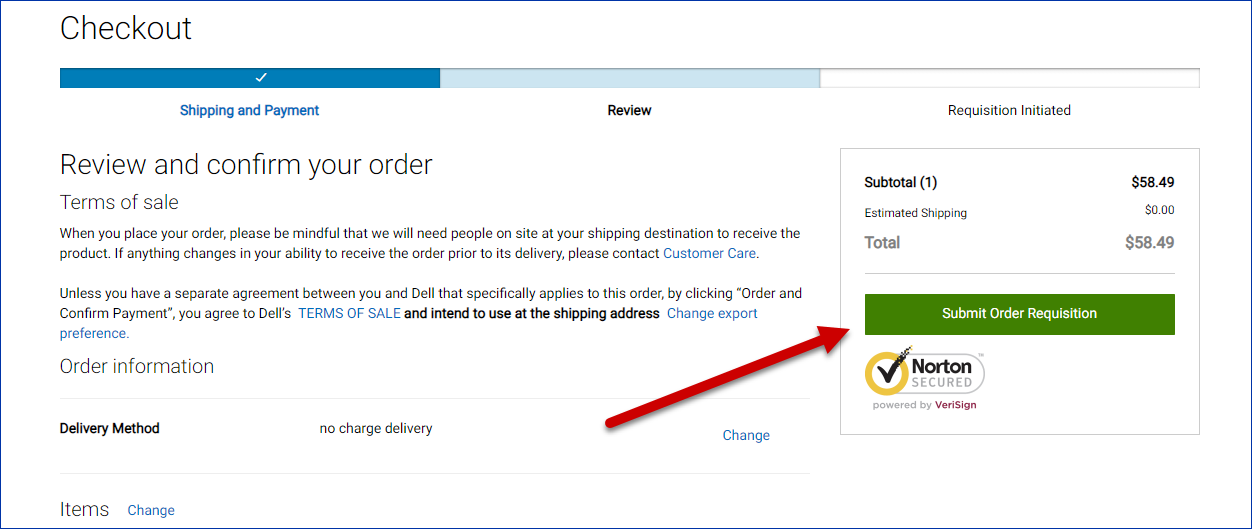 Checkout
Shipping and Payment
Review
Requisition Initiated
Review and confirm your order
Terms of sale
When you place your order, please be mindful that we will need people on site at your shipping destination to receive the
product. If anything changes in your ability to receive the order prior to its delivery, please contact Customer Care.
Unless you have a separate agreement between you and Dell that specifically applies to this order, by clicking “Order and
Confirm Payment”, you agree to Dell’s TERMS OF SALE and intend to use at the shipping address Change export
preference.
Order information
Delivery Method no charge delivery Change
Items Change
Subtotal (1) $58.49
Estimated Shipping $0.00
Total $58.49
Submit Order Requisition
Norton
SECURED
powered by VeriSign